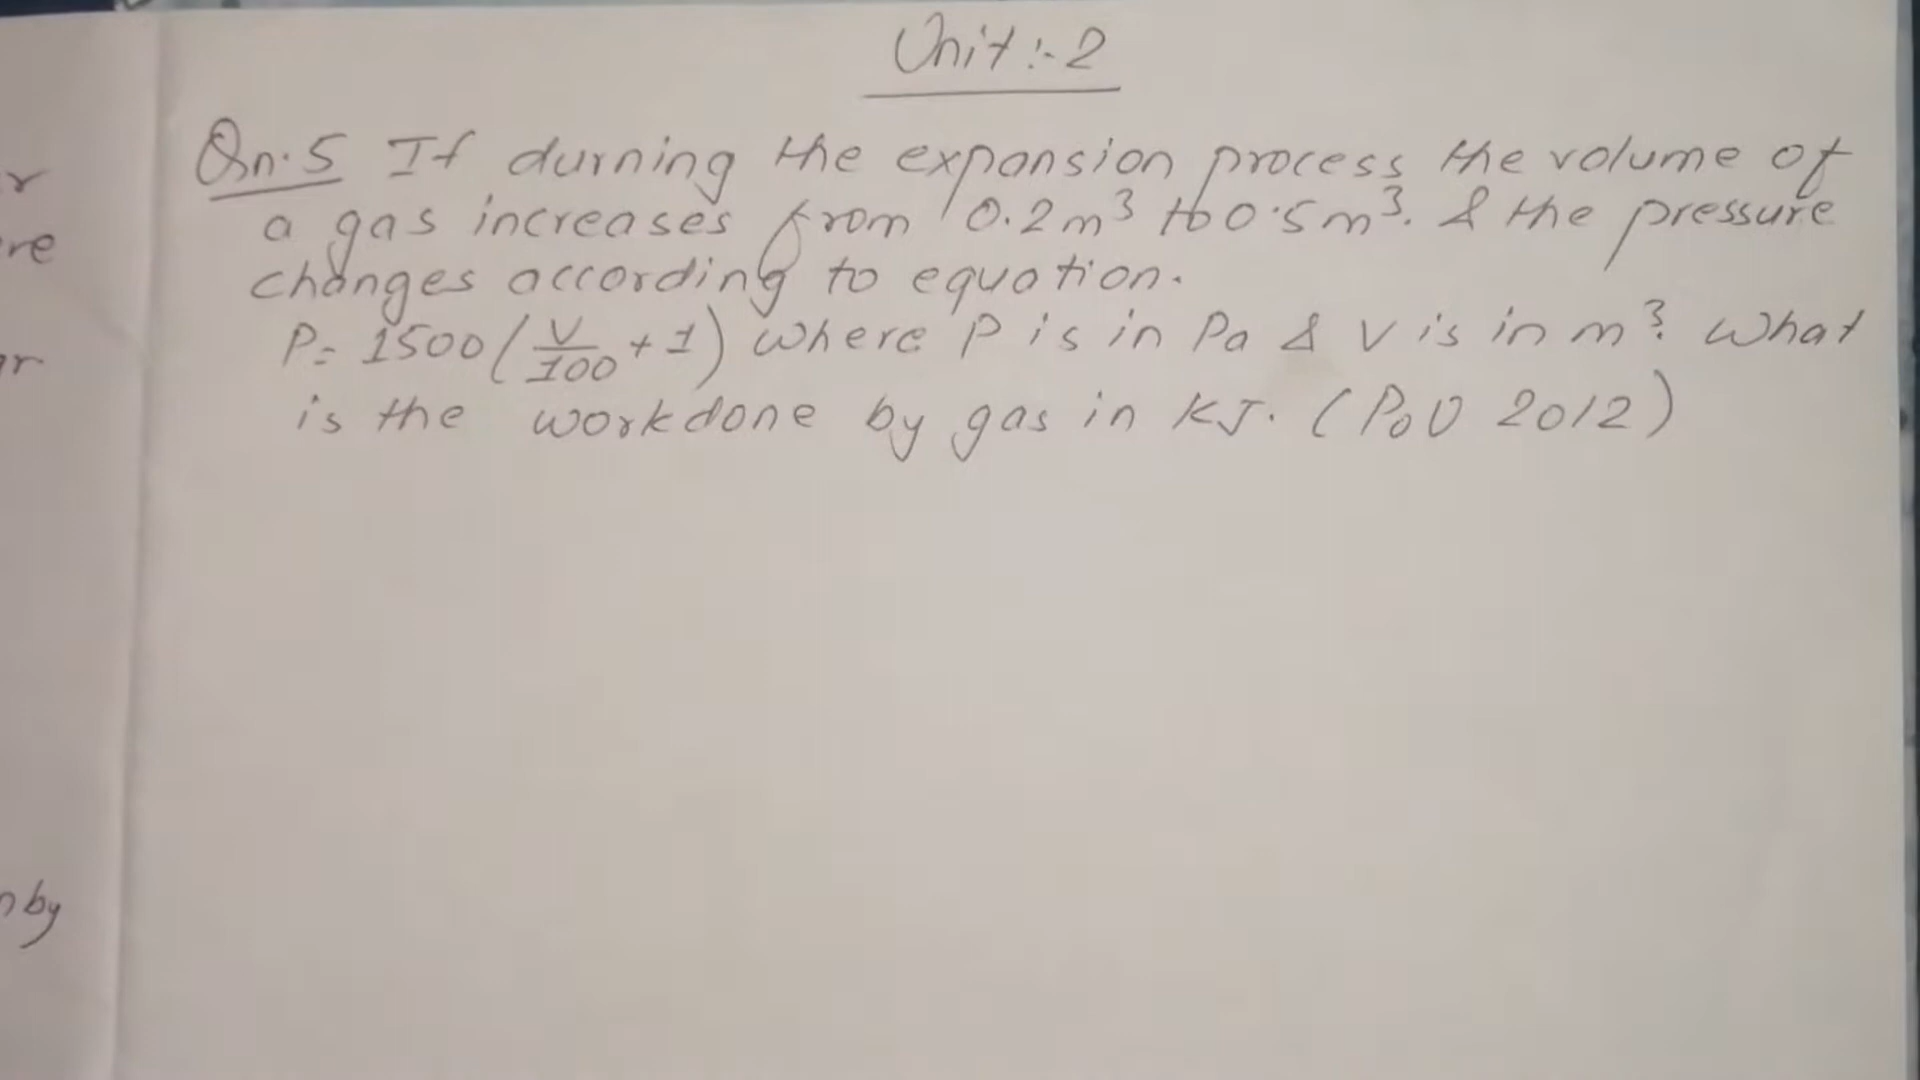 Unit :- 2
Qn.5 If durning the expansion process the volume of
a gas increases from 0.2m³ to 0.5m³. & the pressure
changes according to equation.
P= 1500(V/100 +1) where P is in Pa & V is in m³. What
is the workdone by gas in KJ. (PoU 2012)
r
re
r
by